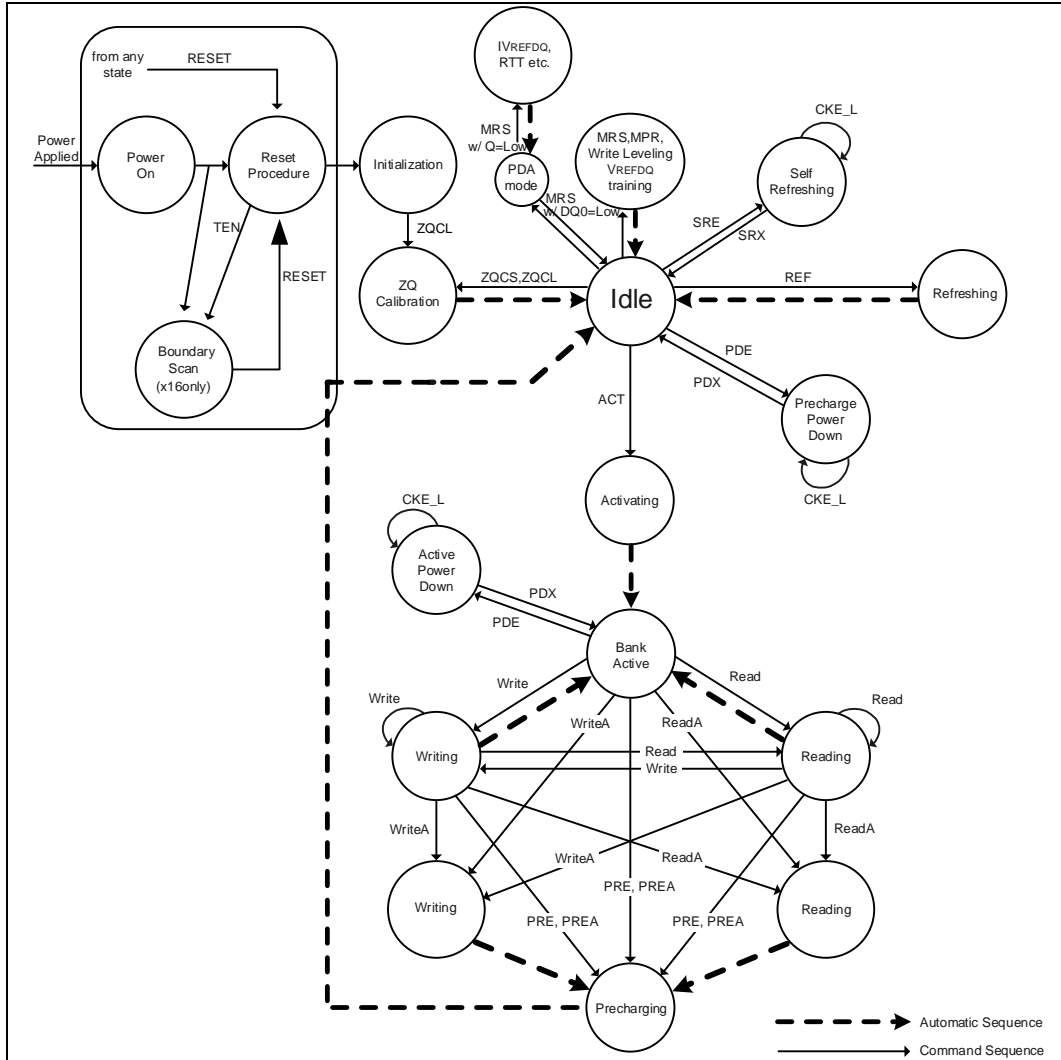 from any
state
RESET
Power
Applied
Power
On
Reset
Procedure
Initialization
TEN
RESET
Boundary
Scan
(x16only)
ZQCL
ZQ
Calibration
ZQCS,ZQCL
IVREFDQ,
RTT etc.
MRS
w/ Q=Low
PDA
mode
MRS
w/ DQ0=Low
MRS,MPR,
Write Leveling
VREFDQ
training
CKE_L
Self
Refreshing
SRE
SRX
Idle
REF
Refreshing
PDE
PDX
Precharge
Power
Down
CKE_L
ACT
Activating
CKE_L
Active
Power
Down
PDX
PDE
Bank
Active
Write
Read
Write
WriteA
ReadA
Read
Writing
Read
Write
Reading
WriteA
WriteA
ReadA
ReadA
Writing
PRE, PREA
Reading
PRE, PREA
PRE, PREA
Precharging
Automatic Sequence
Command Sequence